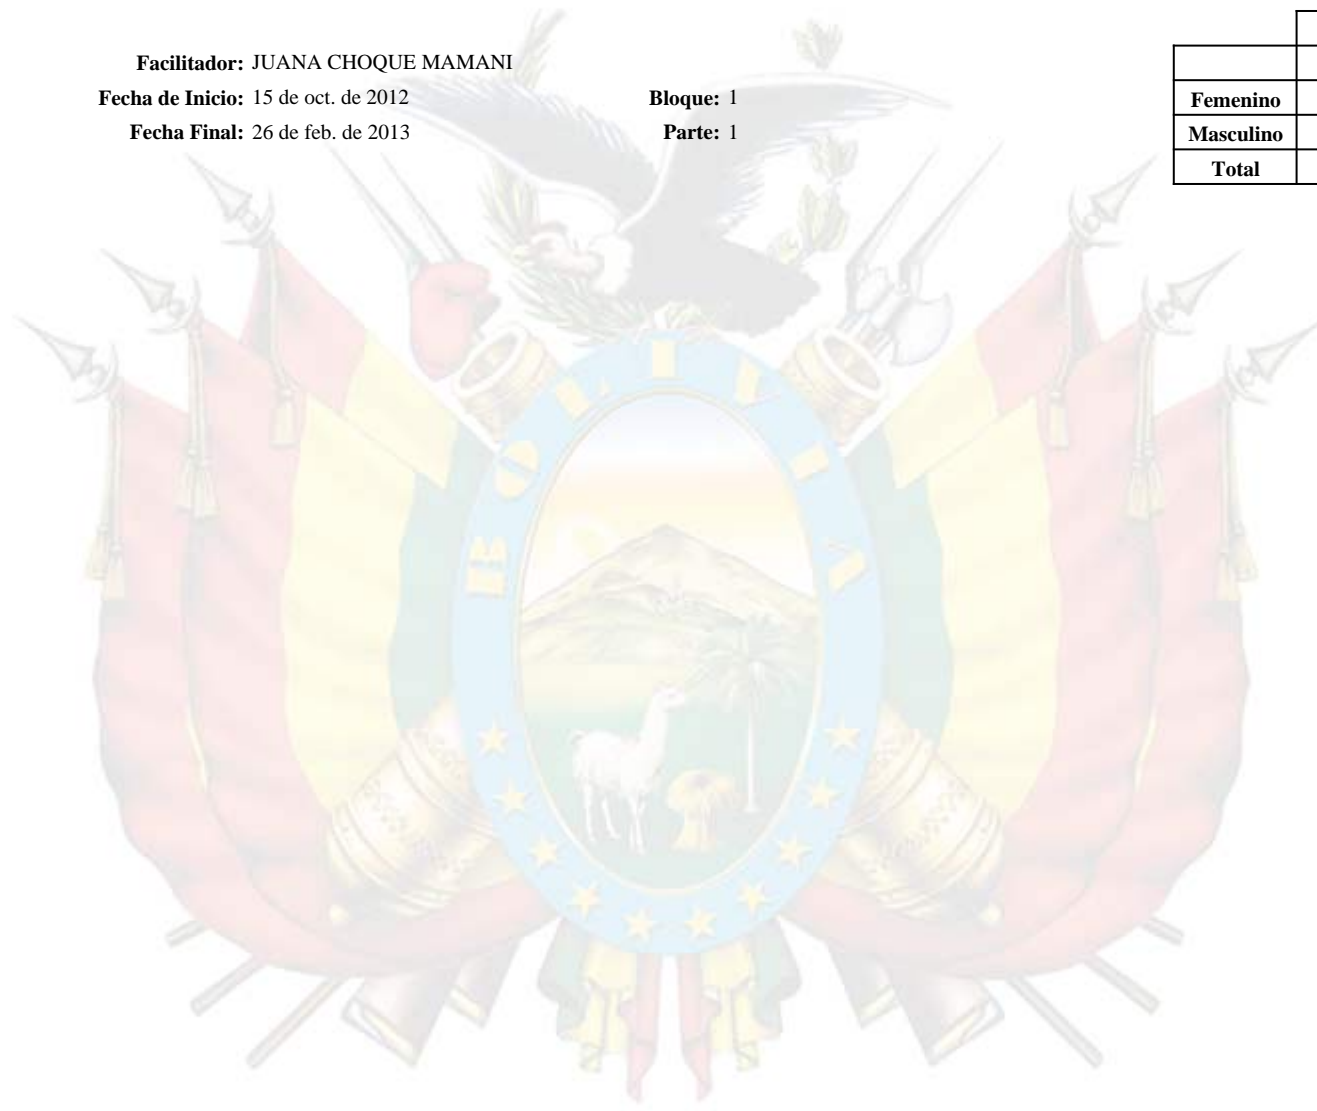 Facilitador: JUANA CHOQUE MAMANI
Fecha de Inicio: 15 de oct. de 2012 Bloque: 1
Fecha Final: 26 de feb. de 2013 Parte: 1
Femenino
Masculino
Total
BOLIVIA